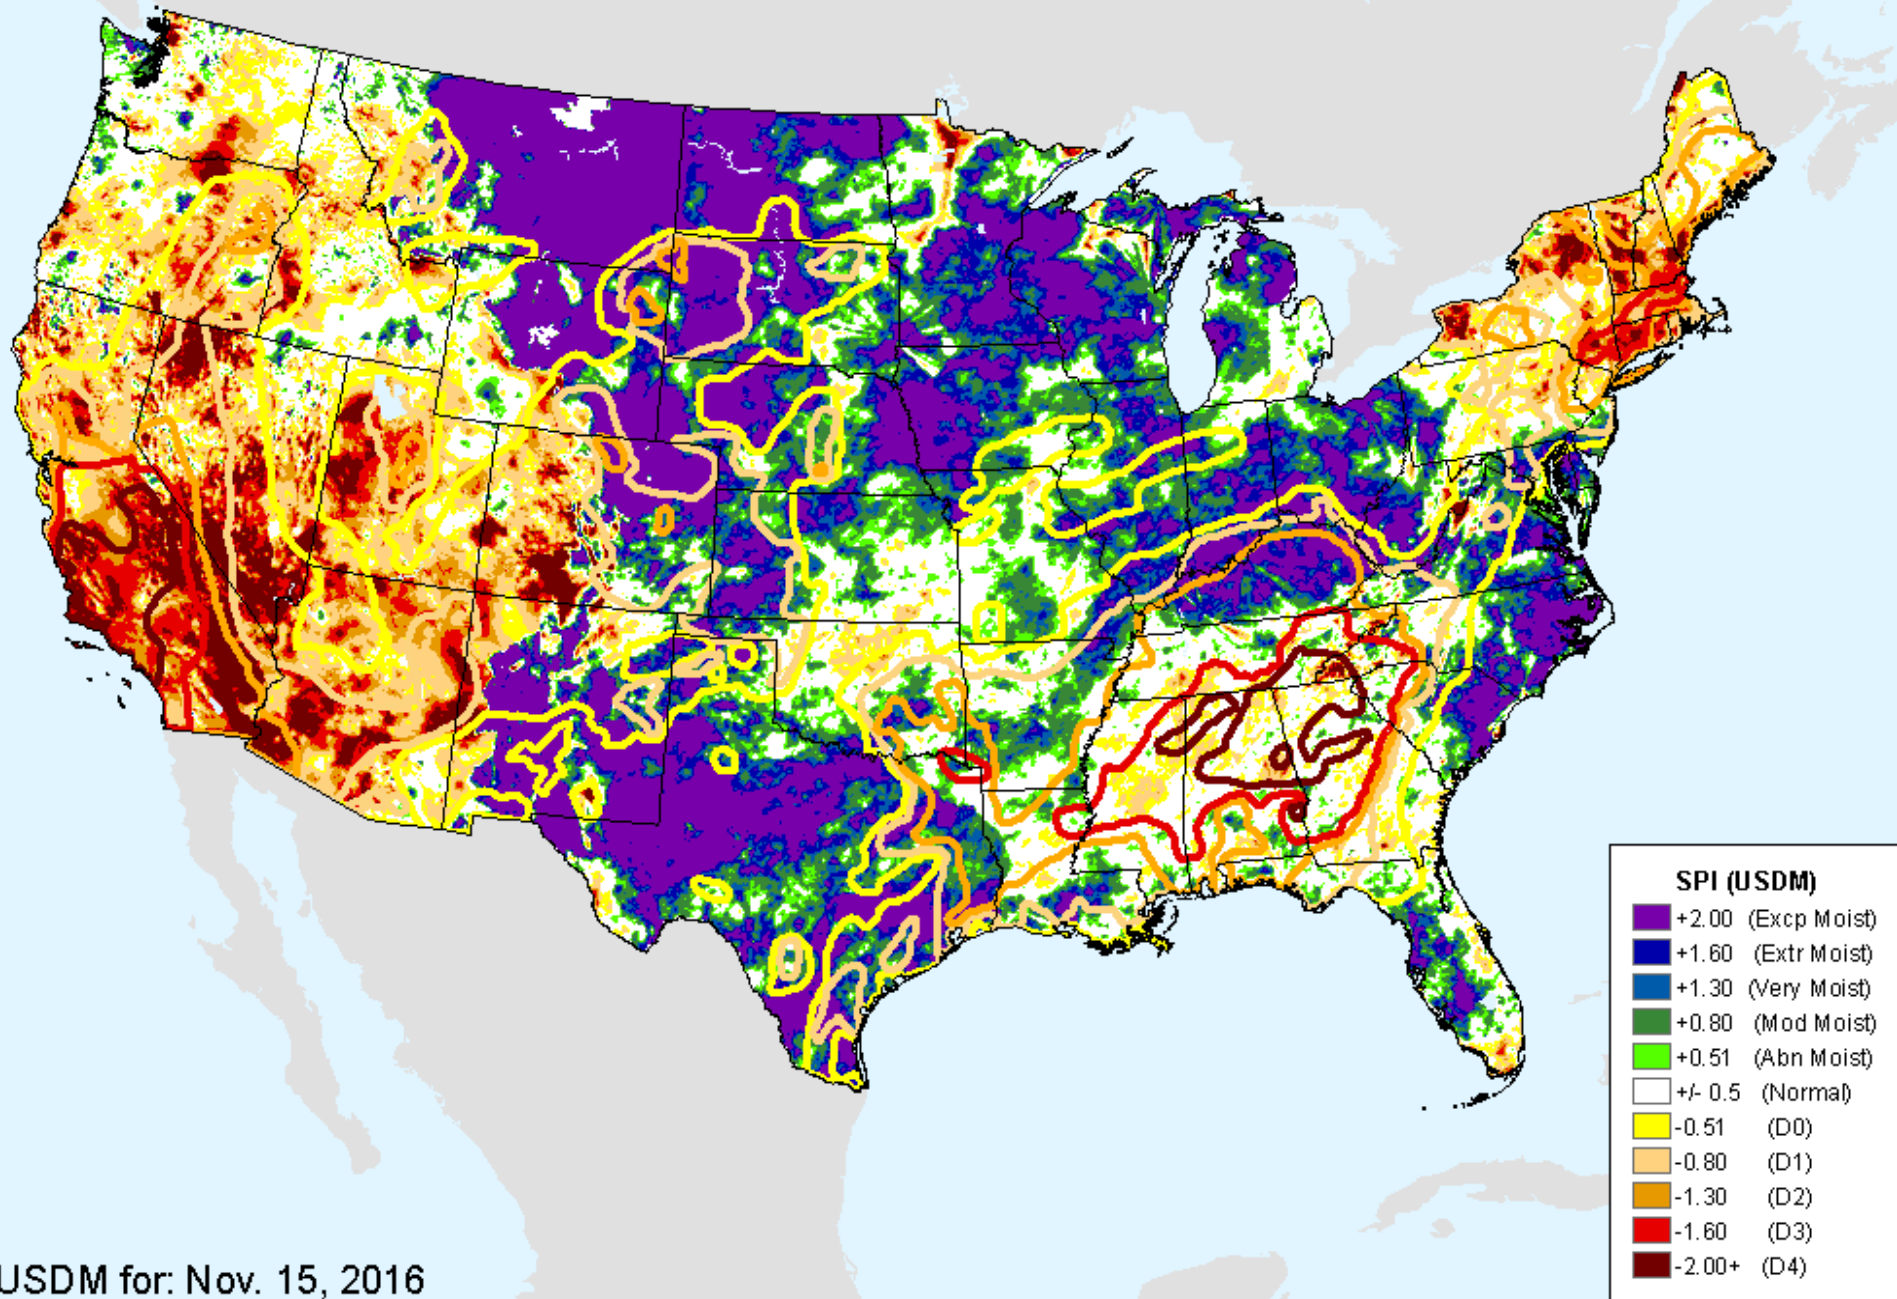 SPI (USDM)
+2.00 (Excp Moist)
+1.60 (Extr Moist)
+1.30 (Very Moist)
+0.80 (Mod Moist)
+0.51 (Abn Moist)
+/- 0.5 (Normal)
-0.51 (D0)
-0.80 (D1)
-1.30 (D2)
-1.60 (D3)
-2.00+ (D4)
USDM for: Nov. 15, 2016